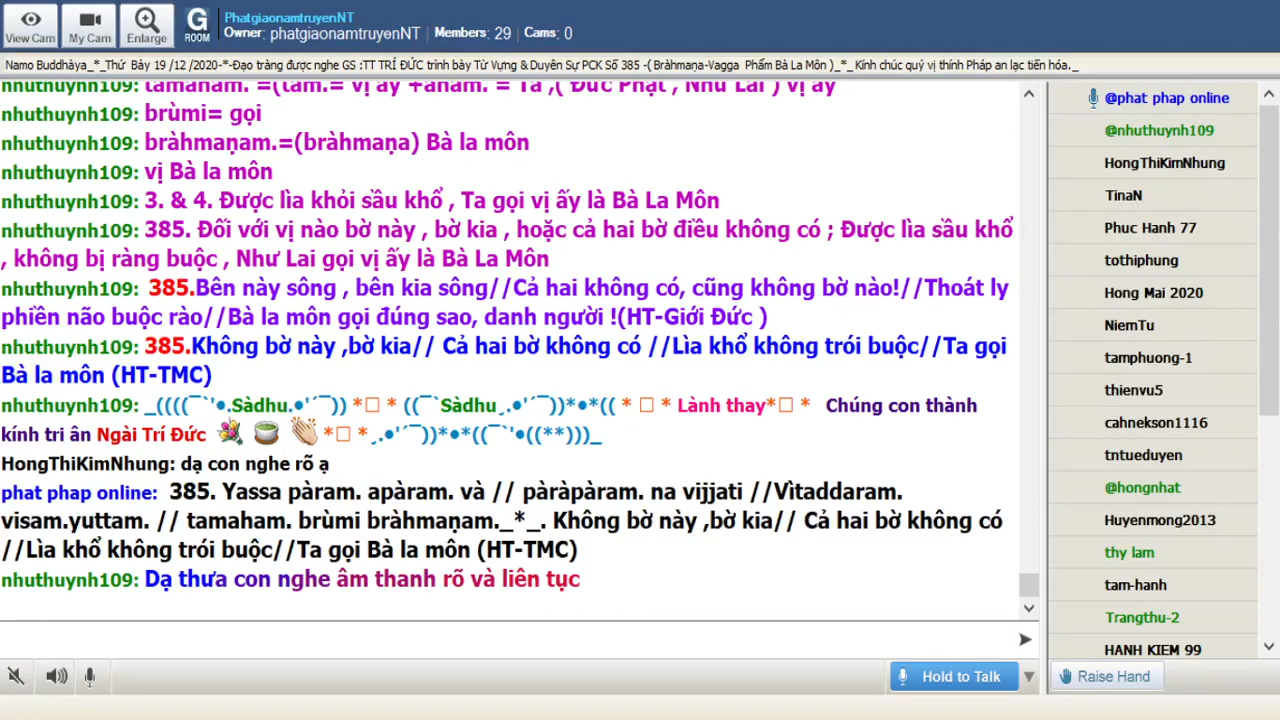 View Cam
My Cam
Enlarge
G ROOM
PhatgiaonamtruyenNT
Owner: phatgiaonamtruyenNT | Members: 29 | Cams: 0
Namo Buddhàya_*_Thứ Bảy 19 /12 /2020-*-Đạo tràng được nghe GS :TT TRÍ ĐỨC trình bày Từ Vựng & Duyên Sự PCK Số 385 -( Bràhmaṇa-Vagga Phẩm Bà La Môn )_*_Kính chúc quý vị thính Pháp an lạc tiến hóa._
nhuthuynh109: tamaham. =(tam.= vị ấy +aham. = Ta ,( Đức Phật , Như Lai ) vị ấy
nhuthuynh109: brùmi= gọi
nhuthuynh109: bràhmaṇam.=(bràhmaṇa) Bà la môn
nhuthuynh109: vị Bà la môn
nhuthuynh109: 3. & 4. Được lìa khỏi sầu khổ , Ta gọi vị ấy là Bà La Môn
nhuthuynh109: 385. Đối với vị nào bờ này , bờ kia , hoặc cả hai bờ điều không có ; Được lìa sầu khổ
, không bị ràng buộc , Như Lai gọi vị ấy là Bà La Môn
nhuthuynh109: 385.Bên này sông , bên kia sông//Cả hai không có, cũng không bờ nào!//Thoát ly
phiền não buộc rào//Bà la môn gọi đúng sao, danh người !(HT-Giới Đức )
nhuthuynh109: 385.Không bờ này ,bờ kia// Cả hai bờ không có //Lìa khổ không trói buộc//Ta gọi
Bà la môn (HT-TMC)
nhuthuynh109: _((((¯`'•.Sàdhu.•'´¯)) *□ * ((¯`Sàdhu¸.•'´¯))*•*(( * □ * Lành thay*□ * Chúng con thành
kính tri ân Ngài Trí Đức *□ *¸.•'´¯))*•*((¯`'•((**)))_
HongThiKimNhung: dạ con nghe rõ ạ
phat phap online: 385. Yassa pàram. apàram. và // pàràpàram. na vijjati //Vìtaddaram.
visam.yuttam. // tamaham. brùmi bràhmaṇam._*_. Không bờ này ,bờ kia// Cả hai bờ không có
//Lìa khổ không trói buộc//Ta gọi Bà la môn (HT-TMC)
nhuthuynh109: Dạ thưa con nghe âm thanh rõ và liên tục
@phat phap online
@nhuthuynh109
HongThiKimNhung
TinaN
Phuc Hanh 77
tothiphung
Hong Mai 2020
NiemTu
tamphuong-1
thienvu5
cahnekson1116
tntueduyen
@hongnhat
Huyenmong2013
thy lam
tam-hanh
Trangthu-2
HANH KIEM 99
Hold to Talk
Raise Hand